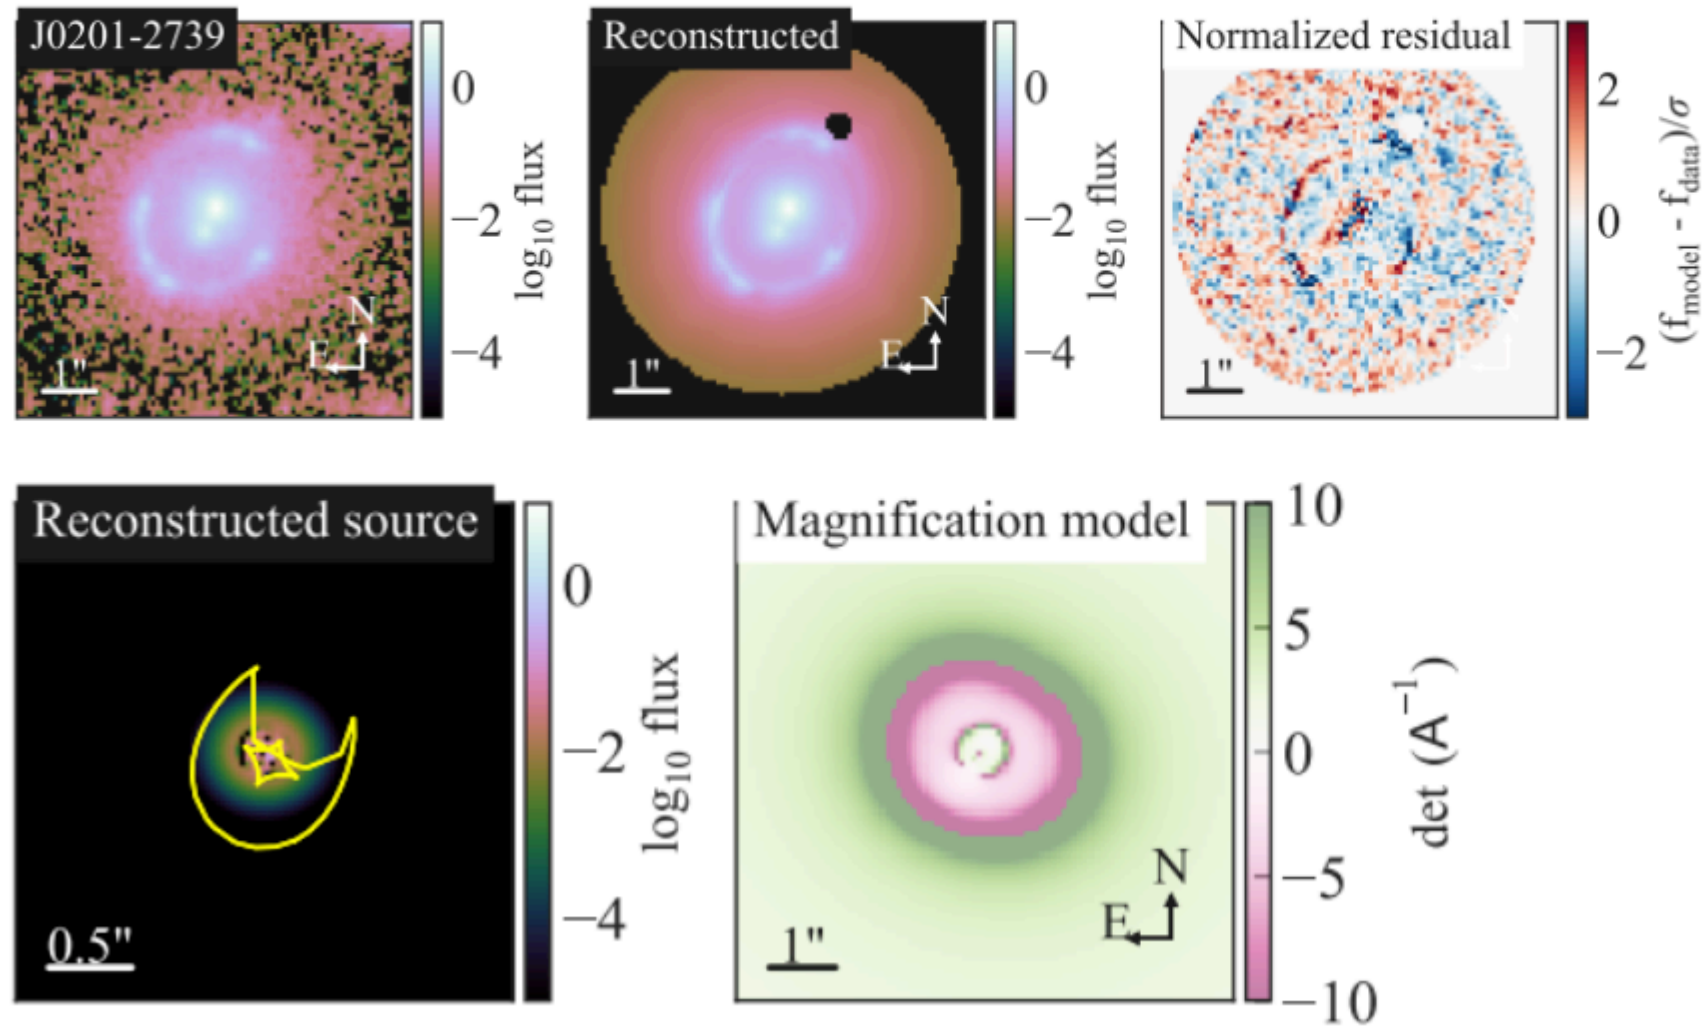 J0201-2739
0
−2
−4
log10 flux
N
E
1"
Reconstructed
0
−2
−4
log10 flux
N
E
1"
Normalized residual
2
0
−2
(fmodel - fdata)/σ
1"
Reconstructed source
0
−2
−4
log10 flux
0.5"
Magnification model
10
5
0
−5
−10
det (A−1)
N
E
1"